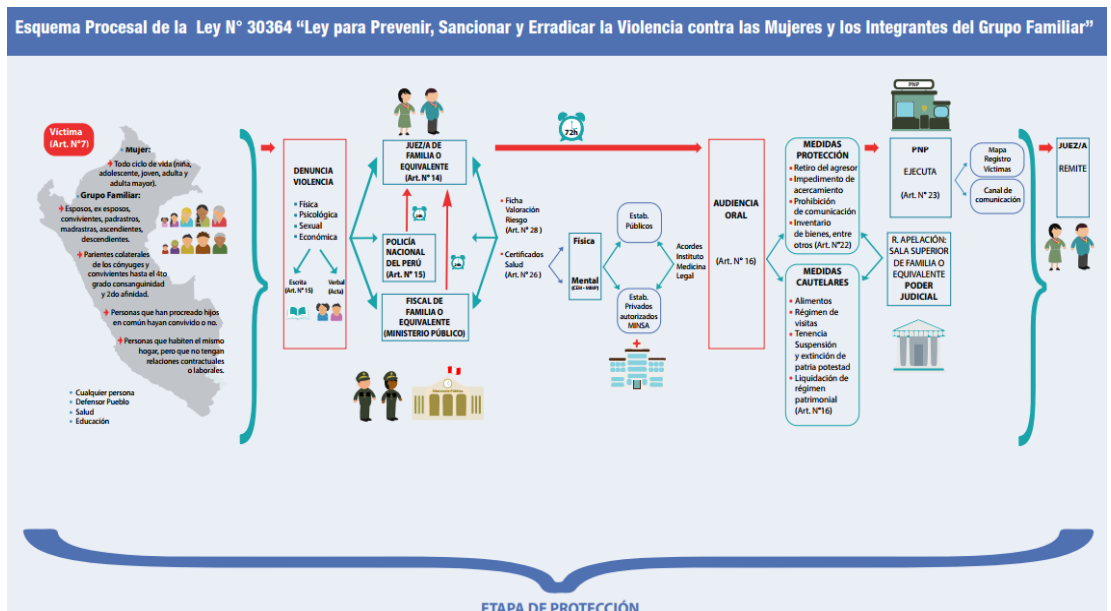 Esquema Procesal de la Ley N° 30364 “Ley para Prevenir, Sancionar y Erradicar la Violencia contra las Mujeres y los Integrantes del Grupo Familiar”
Víctima
(Art. N°7)
Mujer:
Todo ciclo de vida (niña,
adolescente, joven, adulta y
adulta mayor).
Grupo Familiar:
Esposos, ex esposos,
convivientes, padrastros,
madrastras, ascendientes,
descendientes.
Parientes colaterales
de los cónyuges y
convivientes hasta el 4to
grado consanguinidad
y 2do afinidad.
Personas que han procreado hijos
en común hayan convivido o no.
Personas que habiten el mismo
hogar, pero que no tengan
relaciones contractuales
o laborales.
Cualquier persona
Defensor Pueblo
Salud
Educación
DENUNCIA
VIOLENCIA
Física
Psicológica
Sexual
Económica
Escrita
(Art. N°15)
Verbal
(Acta)
JUEZ/A DE
FAMILIA O
EQUIVALENTE
(Art. N° 14)
POLICÍA
NACIONAL
DEL PERÚ
(Art. N° 15)
FISCAL DE
FAMILIA O
EQUIVALENTE
(MINISTERIO PÚBLICO)
72h
Ficha
Valoración
Riesgo
(Art. N° 28 )
Certificados
Salud
(Art. N° 26 )
Física
Mental
(CEM - MIMP)
Estab.
Públicos
Estab.
Privados
autorizados
MINSA
Acordes
Instituto
Medicina
Legal
AUDIENCIA
ORAL
(Art. N° 16)
MEDIDAS
PROTECCIÓN
Retiro del agresor
Impedimento de
acercamiento
Prohibición
de comunicación
Inventario
de bienes, entre
otros (Art. N°22)
MEDIDAS
CAUTELARES
Alimentos
Régimen de
visitas
Tenencia
Suspensión
y extinción de
patria potestad
Liquidación de
régimen
patrimonial
(Art. N°16)
PNP
PNP
EJECUTA
(Art. N° 23)
Mapa
Registro
Víctimas
Canal de
comunicación
R. APELACIÓN:
SALA SUPERIOR
DE FAMILIA O
EQUIVALENTE
PODER
JUDICIAL
JUEZ/A
REMITE
ETAPA DE PROTECCIÓN